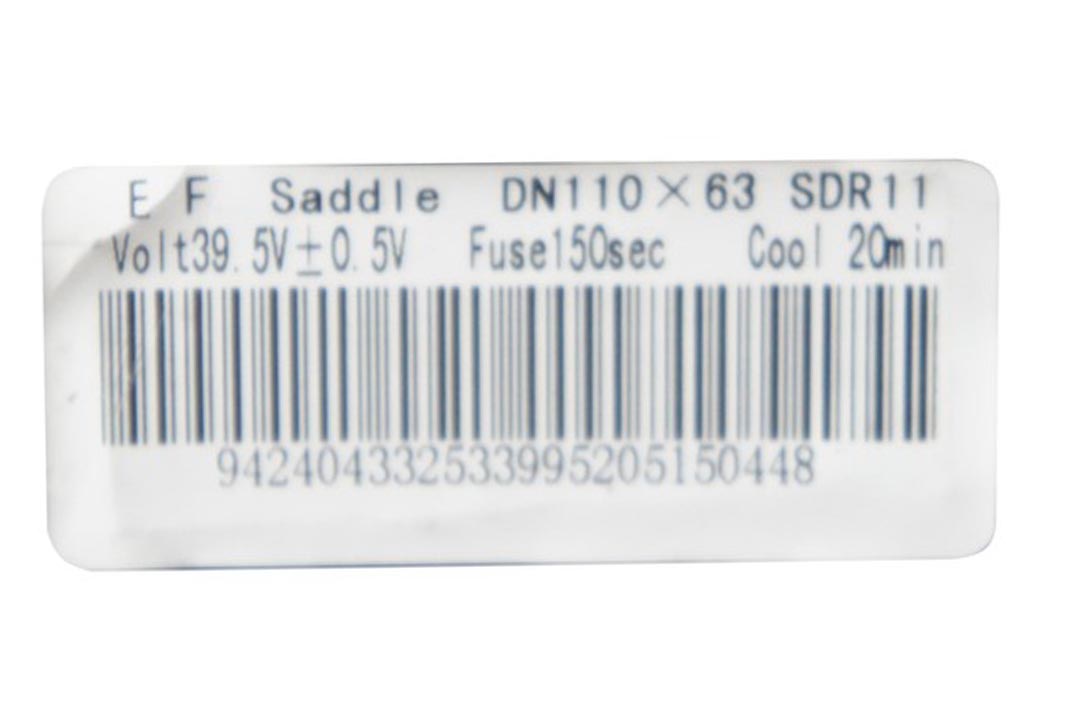 E F Saddle DN110×63 SDR11
Volt39.5V±0.5V Fuse150sec Cool 20min
942404332533995205150448